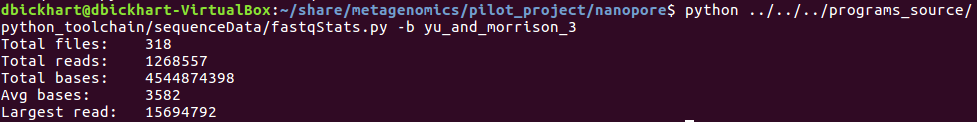 dbickhart@dbickhart-VirtualBox:~/share/metagenomics/pilot_project/nanopore$ python ../../../programs_source/
python_toolchain/sequenceData/fastqStats.py -b yu_and_morrison_3
Total files:    318
Total reads:    1268557
Total bases:    4544874398
Avg bases:      3582
Largest read:   15694792